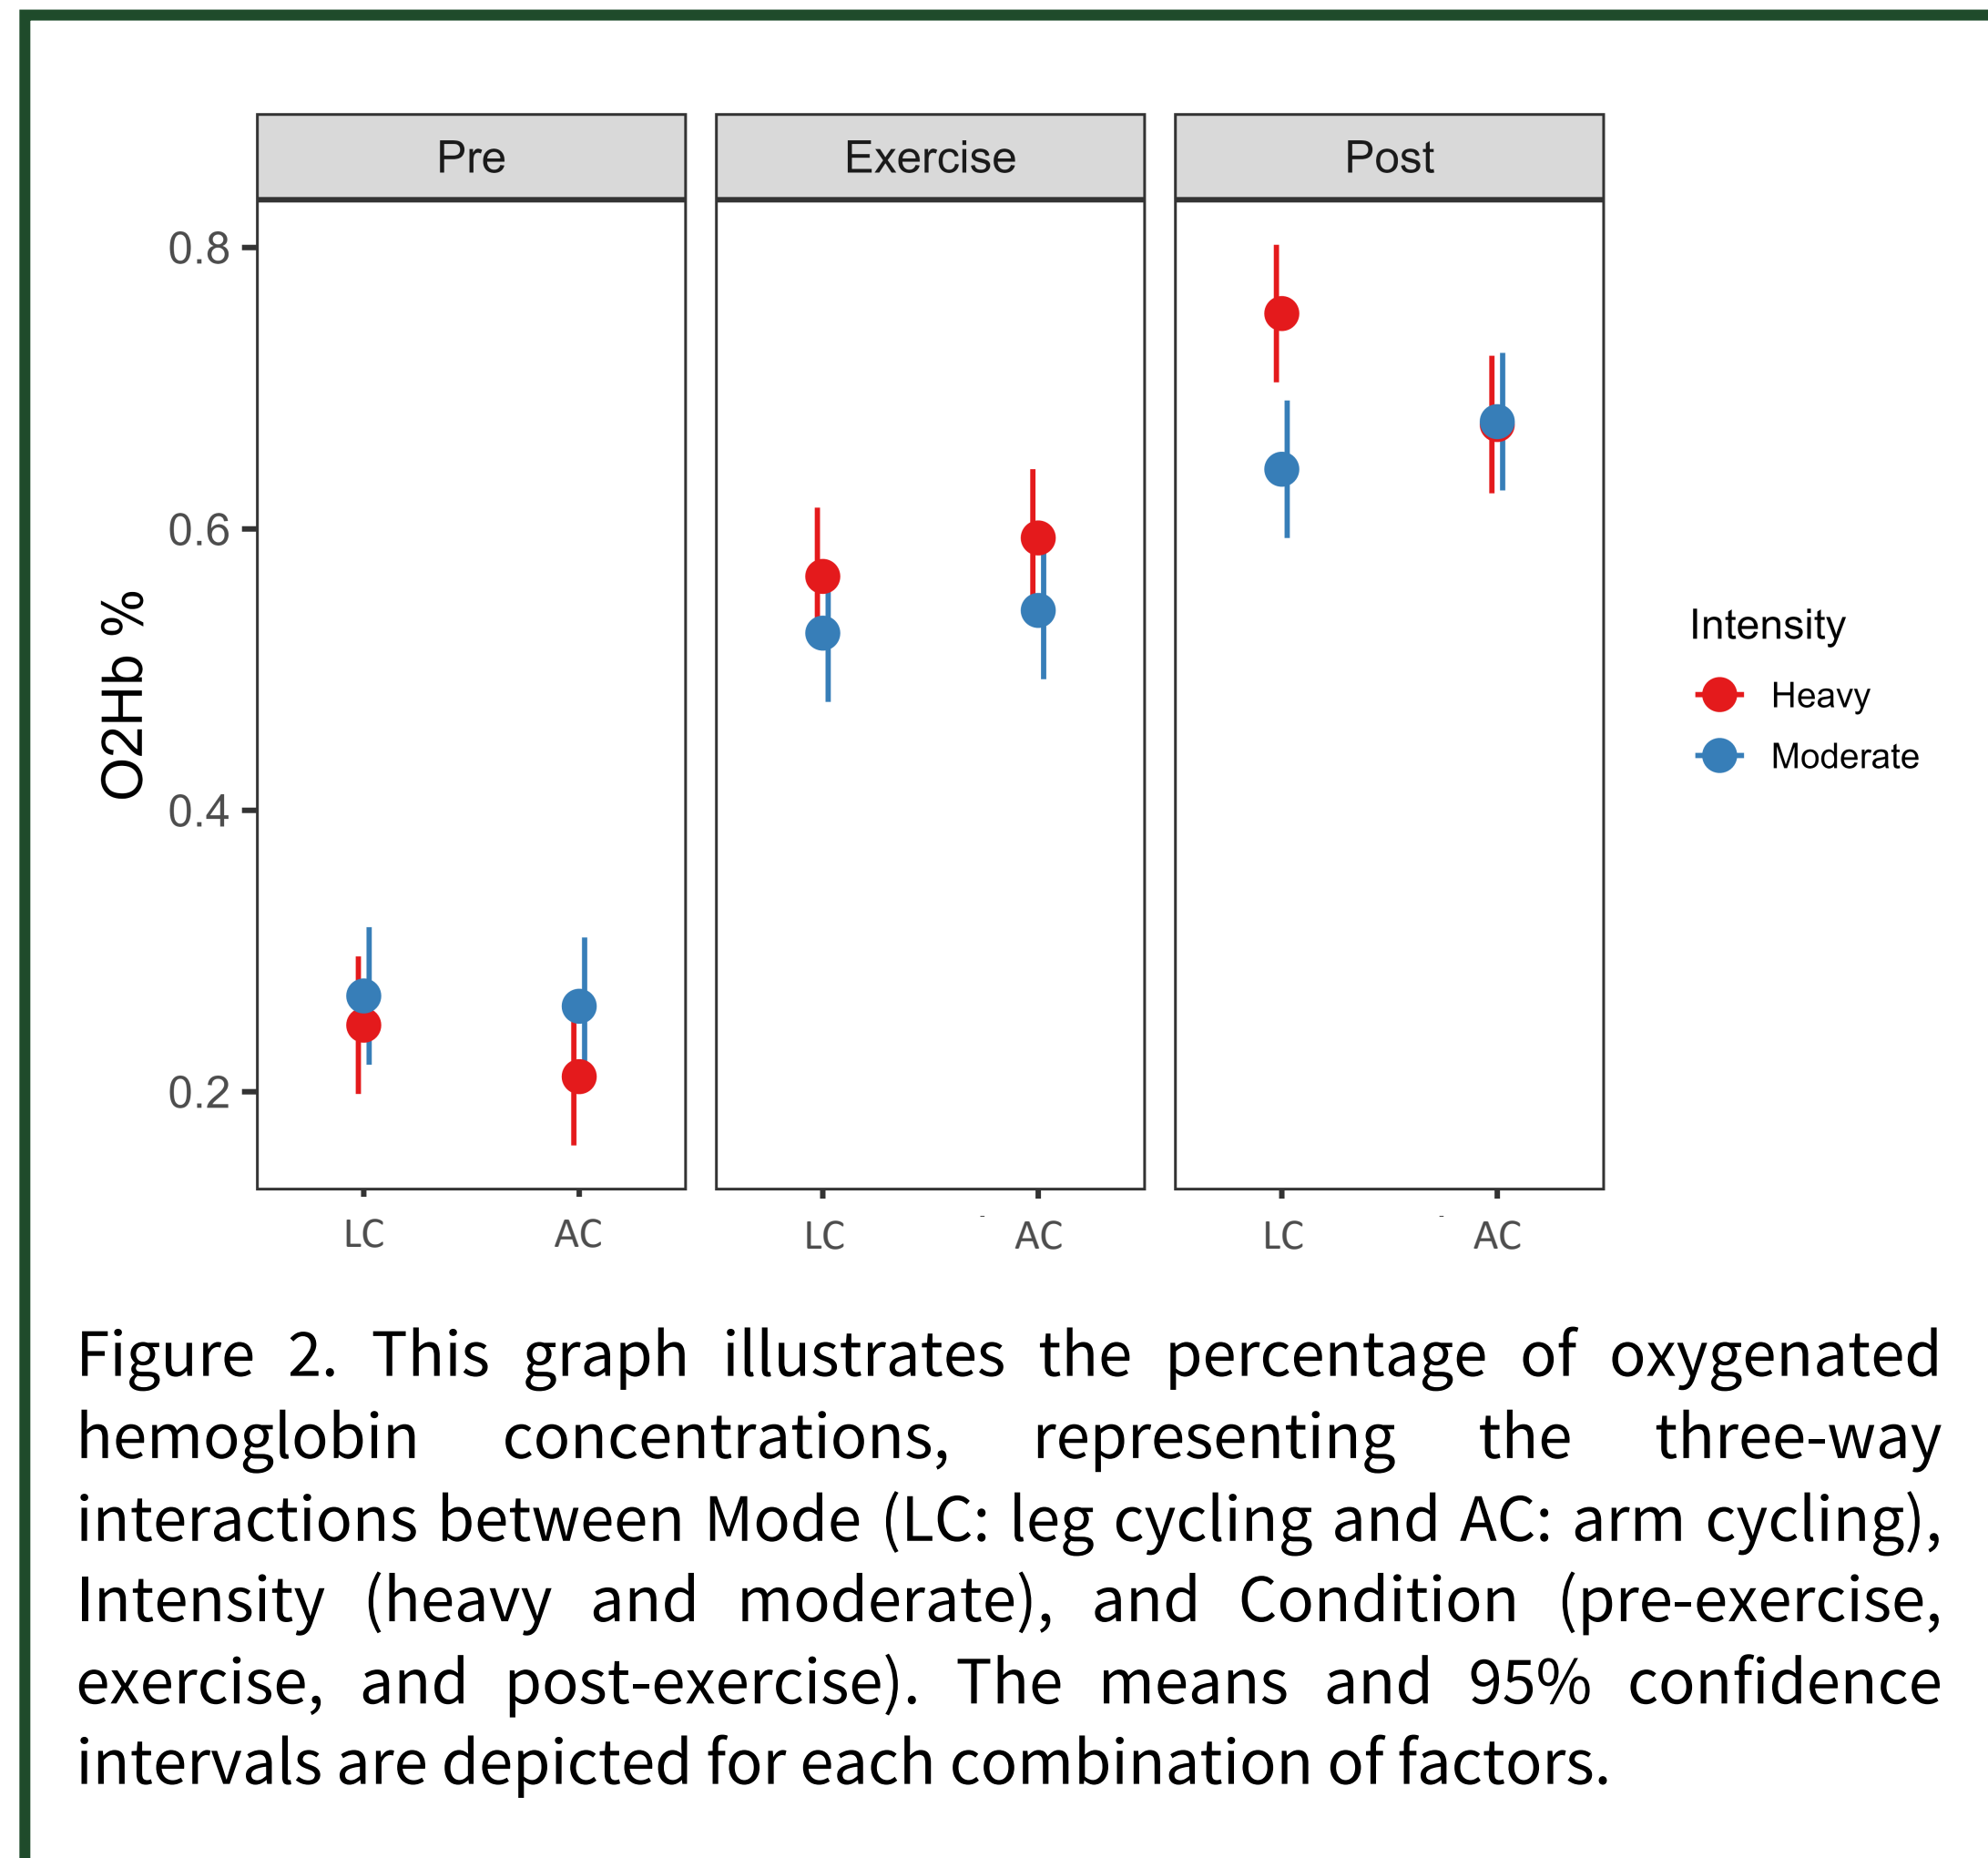 Pre Exercise Post
0.8
0.6
0.4
0.2
O2Hb %
Intensity
Heavy
Moderate
LC AC LC AC LC AC
Figure 2. This graph illustrates the percentage of oxygenated
hemoglobin concentrations, representing the three-way
interactions between Mode (LC: leg cycling and AC: arm cycling),
Intensity (heavy and moderate), and Condition (pre-exercise,
exercise, and post-exercise). The means and 95% confidence
intervals are depicted for each combination of factors.